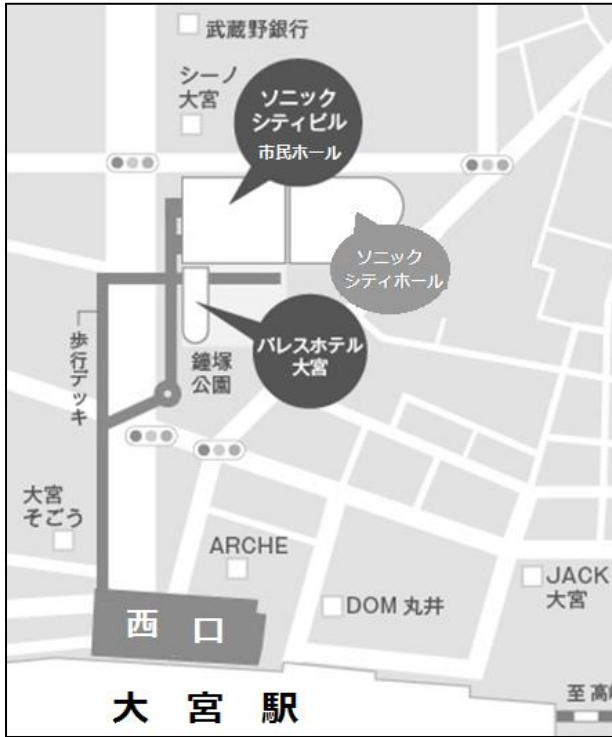 武蔵野銀行
シーノ
大宮
ソニック
シティビル
市民ホール
ソニック
シティホール
パレスホテル
大宮
鐘塚
公園
歩行デッキ
大宮
そごう
ARCHE
DOM 丸井
JACK
大宮
西 口
大 宮 駅
至 高